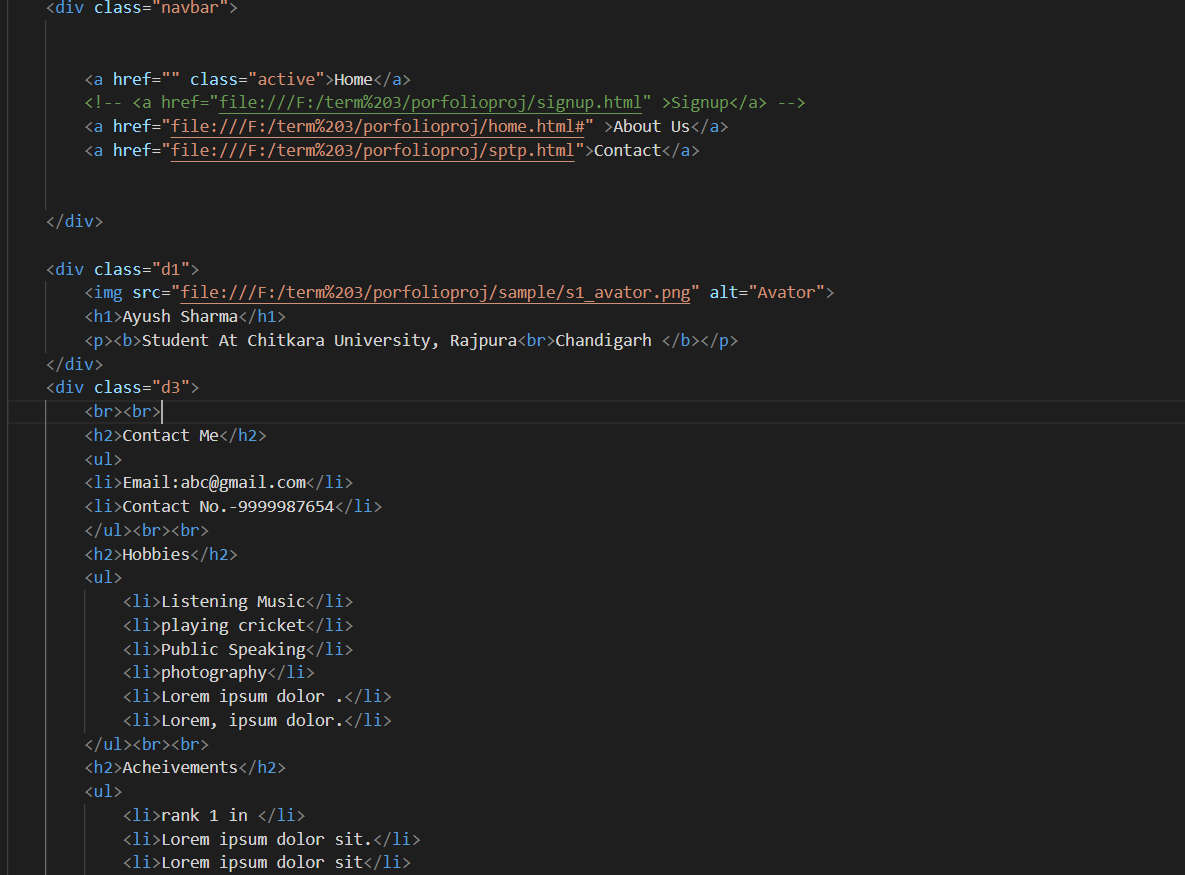 <div class="navbar">
<a href="" class="active">Home</a>
<!-- <a href="file:///F:/term%203/porfolioproj/signup.html" >Signup</a> -->
<a href="file:///F:/term%203/porfolioproj/home.html#" >About Us</a>
<a href="file:///F:/term%203/porfolioproj/sptp.html">Contact</a>
</div>
<div class="d1">
<img src="file:///F:/term%203/porfolioproj/sample/s1_avator.png" alt="Avator">
<h1>Ayush Sharma</h1>
<p><b>Student At Chitkara University, Rajpura<br>Chandigarh </b></p>
</div>
<div class="d3">
<br><br>
<h2>Contact Me</h2>
<ul>
<li>Email:abc@gmail.com</li>
<li>Contact No.-9999987654</li>
</ul><br><br>
<h2>Hobbies</h2>
<ul>
<li>Listening Music</li>
<li>playing cricket</li>
<li>Public Speaking</li>
<li>photography</li>
<li>Lorem ipsum dolor .</li>
<li>Lorem, ipsum dolor.</li>
</ul><br><br>
<h2>Acheivements</h2>
<ul>
<li>rank 1 in </li>
<li>Lorem ipsum dolor sit.</li>
<li>Lorem ipsum dolor sit</li>